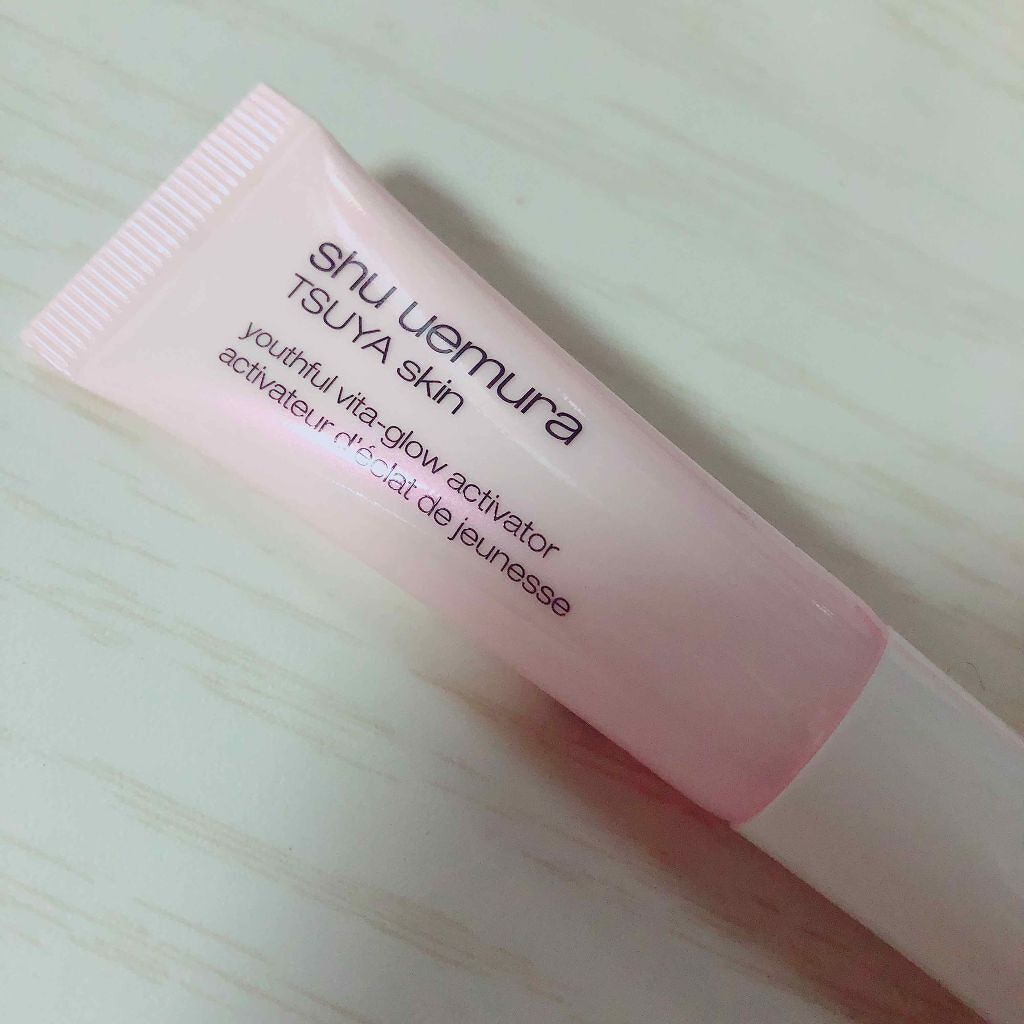 shu uemura
TSUYA skin
youthful vita-glow activator
activateur d'éclat de jeunesse